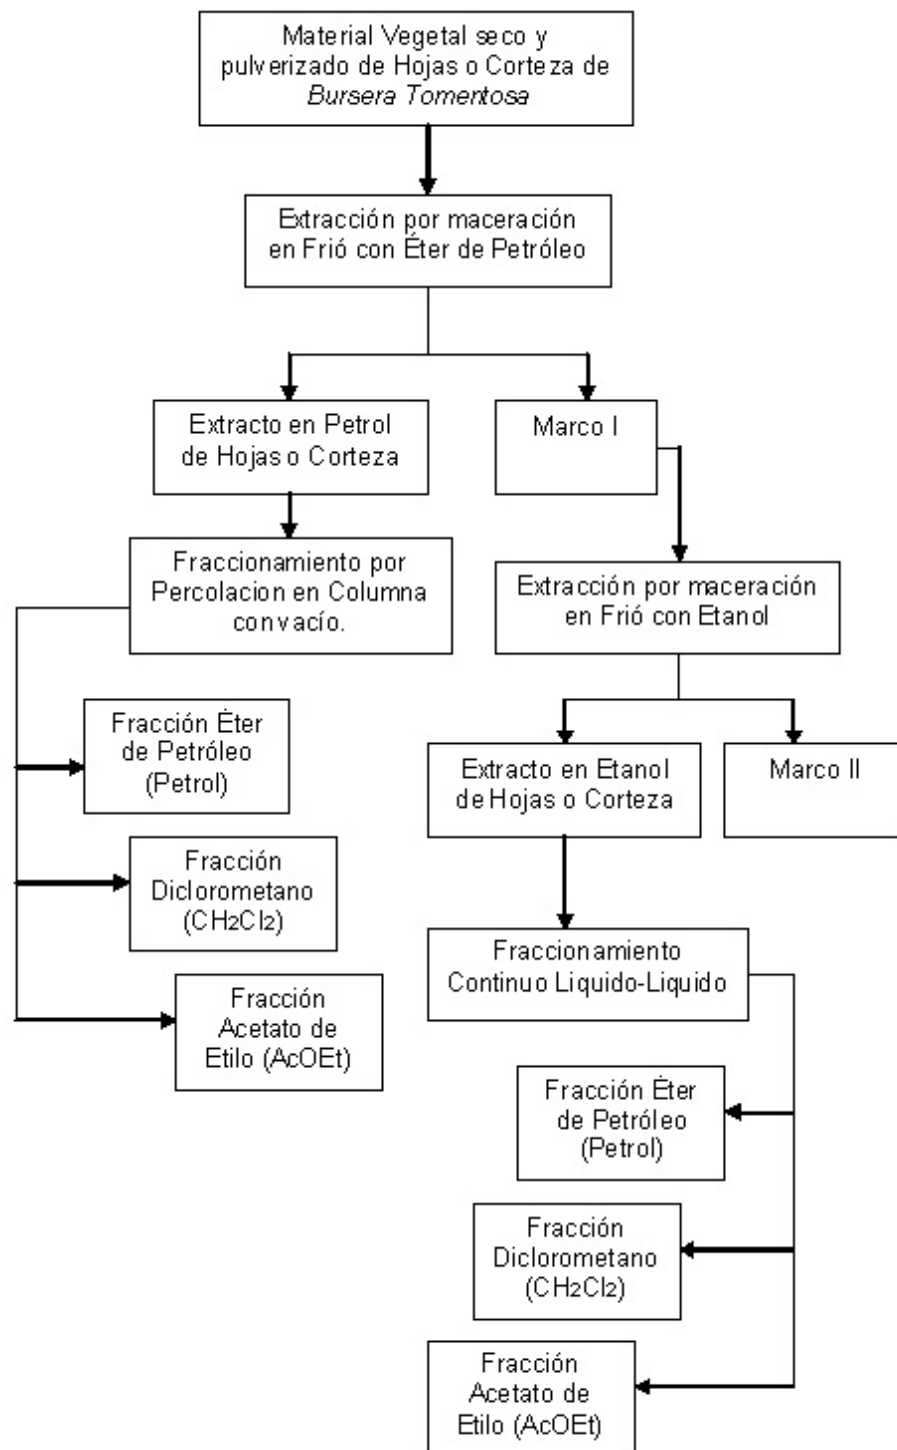 Material Vegetal seco y
pulverizado de Hojas o Corteza de
Bursera Tomentosa
Extracción por maceración
en Frió con Éter de Petróleo
Extracto en Petrol
de Hojas o Corteza
Marco I
Fraccionamiento por
Percolacion en Columna
con vacío.
Extracción por maceración
en Frió con Etanol
Fracción Éter
de Petróleo
(Petrol)
Extracto en Etanol
de Hojas o Corteza
Marco II
Fracción
Diclorometano
(CH2Cl2)
Fraccionamiento
Continuo Liquido-Liquido
Fracción
Acetato de
Etilo (AcOEt)
Fracción Éter
de Petróleo
(Petrol)
Fracción
Diclorometano
(CH2Cl2)
Fracción
Acetato de
Etilo (AcOEt)